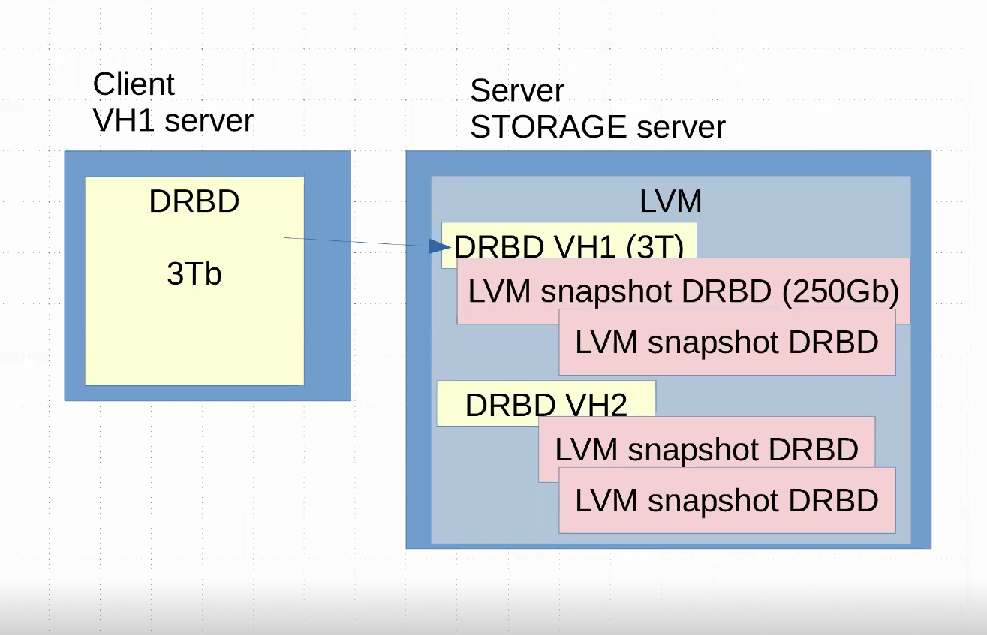 Client
VH1 server
Server
STORAGE server
DRBD
3Tb
LVM
DRBD VH1 (3T)
LVM snapshot DRBD (250Gb)
LVM snapshot DRBD
DRBD VH2
LVM snapshot DRBD
LVM snapshot DRBD